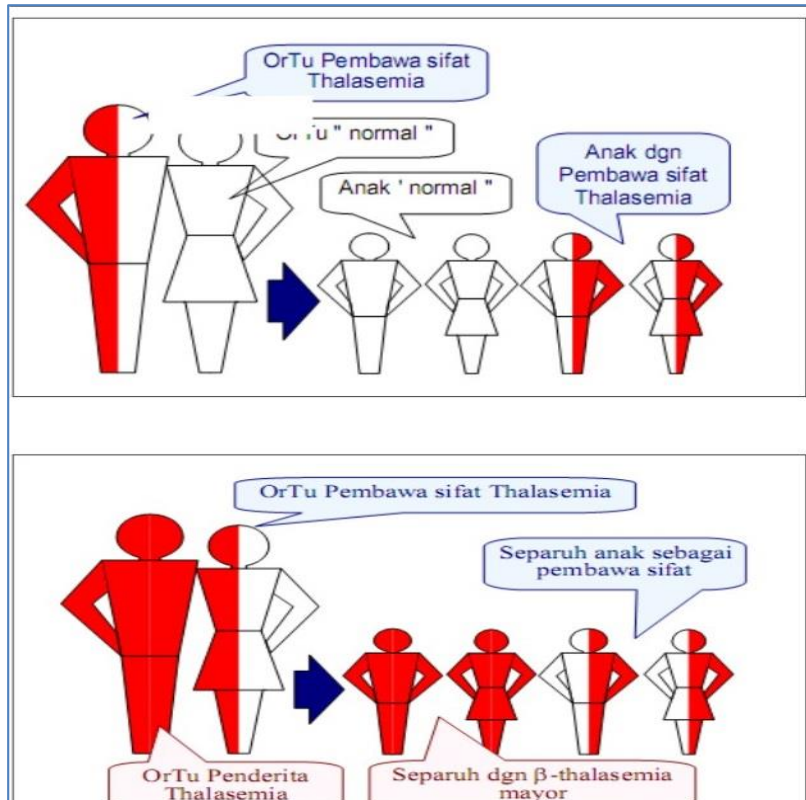 OrTu Pembawa sifat
Thalasemia
"normal"
Anak ' normal "
Anak dgn
Pembawa sifat
Thalasemia
OrTu Pembawa sifat Thalasemia
Separuh anak sebagai
pembawa sifat
OrTu Penderita
Thalasemia
Separuh dgn β-thalasemia
mayor